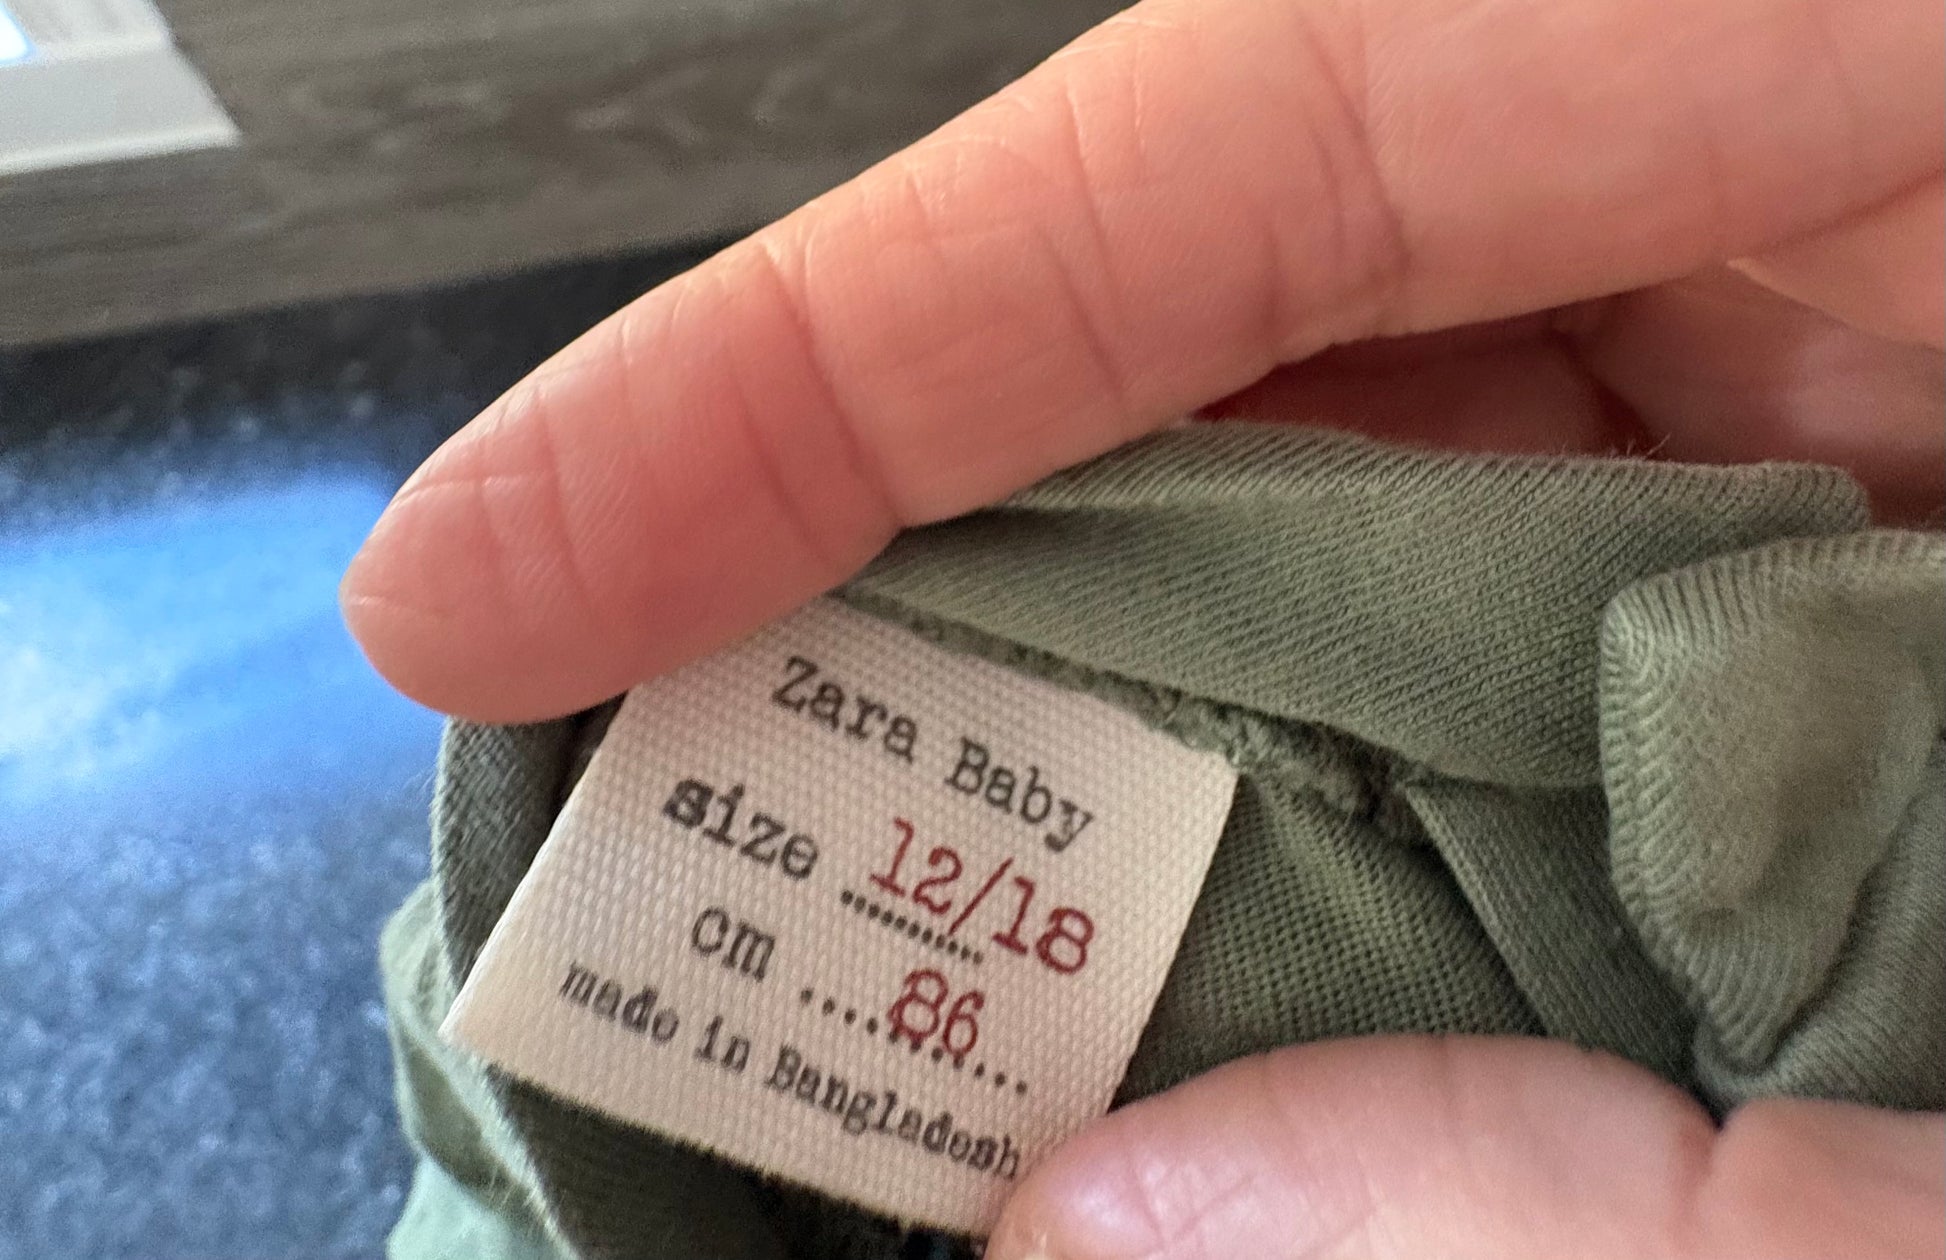 Zara Baby
size 12/18
cm ....86....
made in Bangladesh